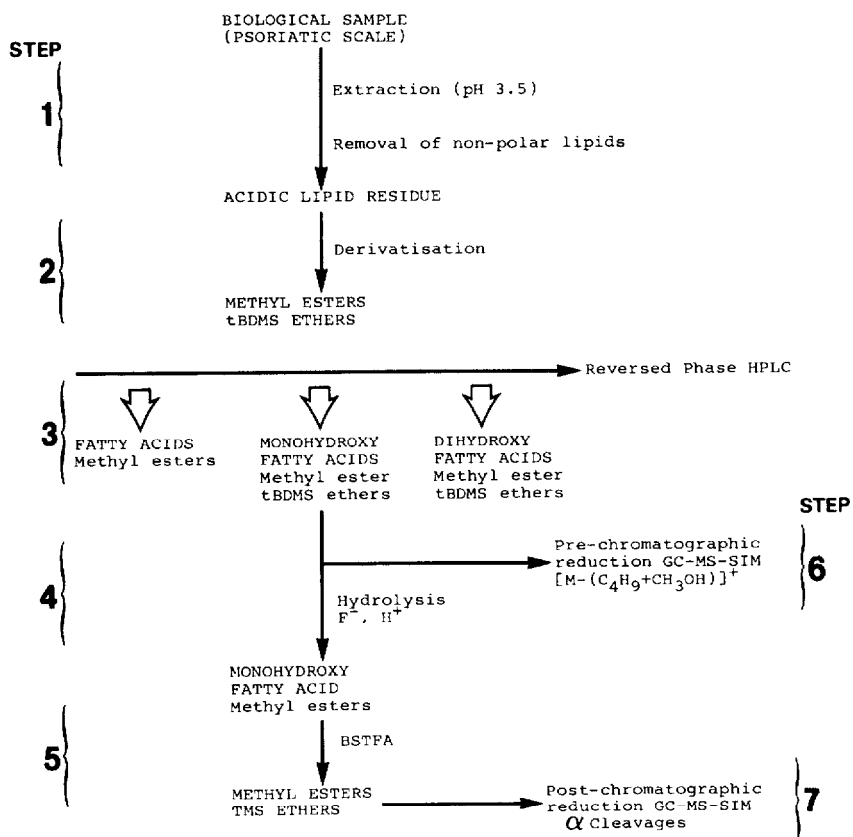 BIOLOGICAL SAMPLE
(PSORIATIC SCALE)
STEP
1
Extraction (pH 3.5)
Removal of non-polar lipids
ACIDIC LIPID RESIDUE
2
Derivatisation
METHYL ESTERS
tBDMS ETHERS
Reversed Phase HPLC
3
FATTY ACIDS
Methyl esters
MONOHYDROXY
FATTY ACIDS
Methyl ester
tBDMS ethers
DIHYDROXY
FATTY ACIDS
Methyl ester
tBDMS ethers
STEP
Pre-chromatographic
reduction GC-MS-SIM
[M-(C₄H₉+CH₃OH)]⁺
6
4
Hydrolysis
F⁻, H⁺
MONOHYDROXY
FATTY ACID
Methyl esters
5
BSTFA
METHYL ESTERS
TMS ETHERS
Post-chromatographic
reduction GC-MS-SIM
α Cleavages
7